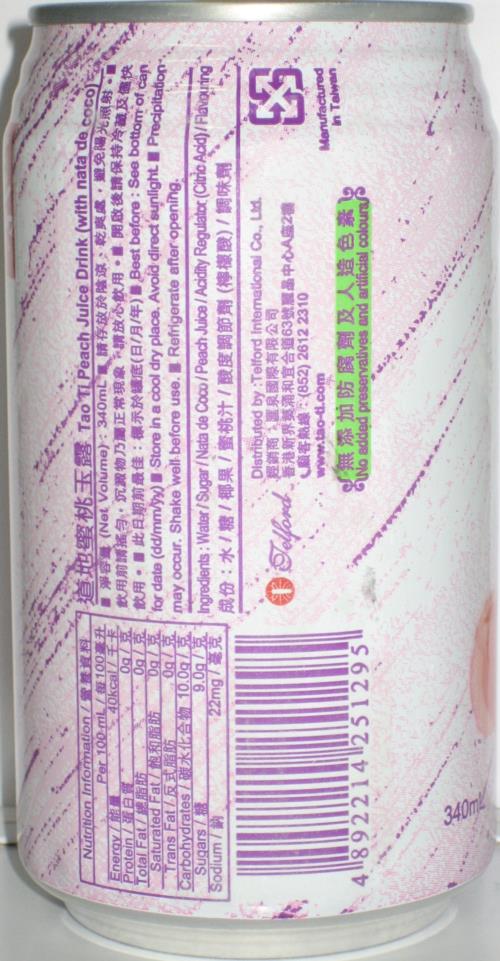 道地蜜桃玉露 Tao Ti Peach Juice Drink (with nata de coco)
■ 淨容量 (Net Volume) : 340mL ■ 請存放於陰涼、乾爽處，避免陽光照射。■
飲用前請搖勻，沉澱物乃屬正常現象，請放心飲用。■ 開啟後請保持冷藏及儘快
飲用。■ 此日期前最佳：標示於罐底(日/月/年) ■ Best before : See bottom of can
for date (dd/mm/yy) ■ Store in a cool dry place. Avoid direct sunlight. ■ Precipitation
may occur. Shake well before use. ■ Refrigerate after opening.
Ingredients : Water / Sugar / Nata de Coco / Peach Juice / Acidity Regulator (Citric Acid) / Flavouring
成份 : 水 / 糖 / 椰果 / 蜜桃汁 / 酸度調節劑 (檸檬酸) / 調味劑
Telford
Distributed by : Telford International Co., Ltd.
經銷商：匯泉國際有限公司
香港新界葵涌和宜合道63號麗晶中心A座2樓
顧客熱線 : (852) 2612 2310
www.tao-ti.com
無添加防腐劑及人造色素
No added preservatives and artificial colours
Manufactured
in Taiwan
Nutrition Information / 營養資料
Per 100 mL / 每100毫升
Energy / 能量 40kcal / 千卡
Protein / 蛋白質 0g / 克
Total Fat / 總脂肪 0g / 克
Saturated Fat / 飽和脂肪 0g / 克
Trans Fat / 反式脂肪 0g / 克
Carbohydrates / 碳水化合物 10.0g / 克
Sugars / 糖 9.0g / 克
Sodium / 鈉 22mg / 毫克
4 892214 251295
340mL